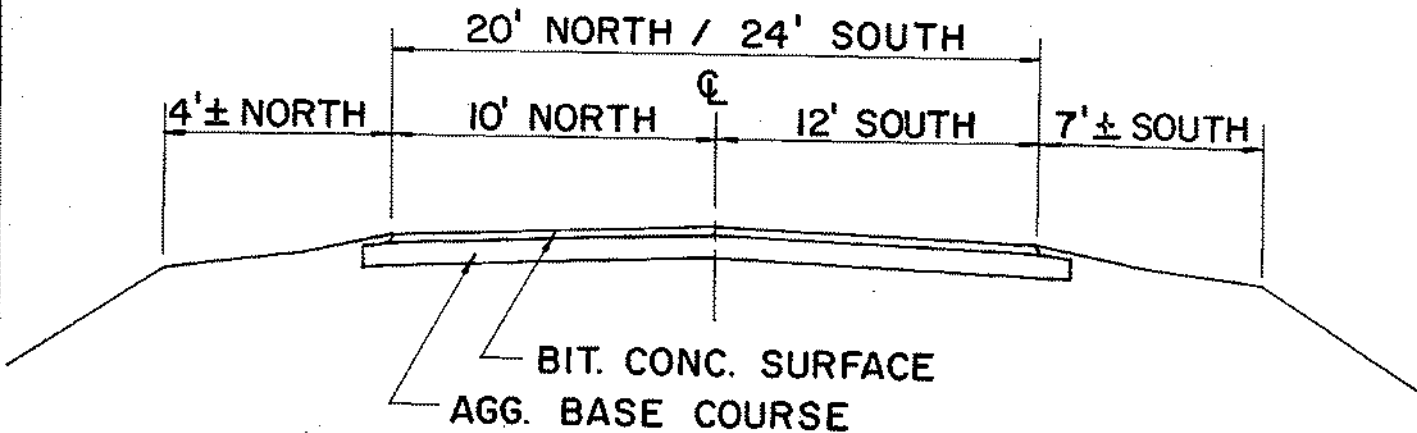 20' NORTH / 24' SOUTH
℄
4'± NORTH 10' NORTH 12' SOUTH 7'± SOUTH
BIT. CONC. SURFACE
AGG. BASE COURSE